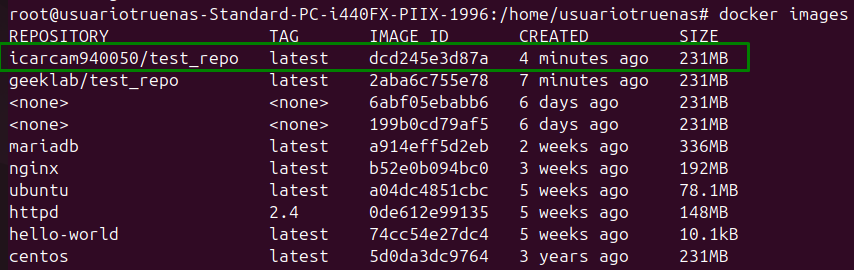 root@usuariotruenas-Standard-PC-i440FX-PIIX-1996:/home/usuariotruenas# docker images
REPOSITORY TAG IMAGE ID CREATED SIZE
icarcam940050/test_repo latest dcd245e3d87a 4 minutes ago 231MB
geeklab/test_repo latest 2aba6c755e78 7 minutes ago 231MB
<none> <none> 6abf05ebabb6 6 days ago 231MB
<none> <none> 199b0cd79af5 6 days ago 231MB
mariadb latest a914eff5d2eb 2 weeks ago 336MB
nginx latest b52e0b094bc0 3 weeks ago 192MB
ubuntu latest a04dc4851cbc 5 weeks ago 78.1MB
httpd 2.4 0de612e99135 5 weeks ago 148MB
hello-world latest 74cc54e27dc4 5 weeks ago 10.1kB
centos latest 5d0da3dc9764 3 years ago 231MB